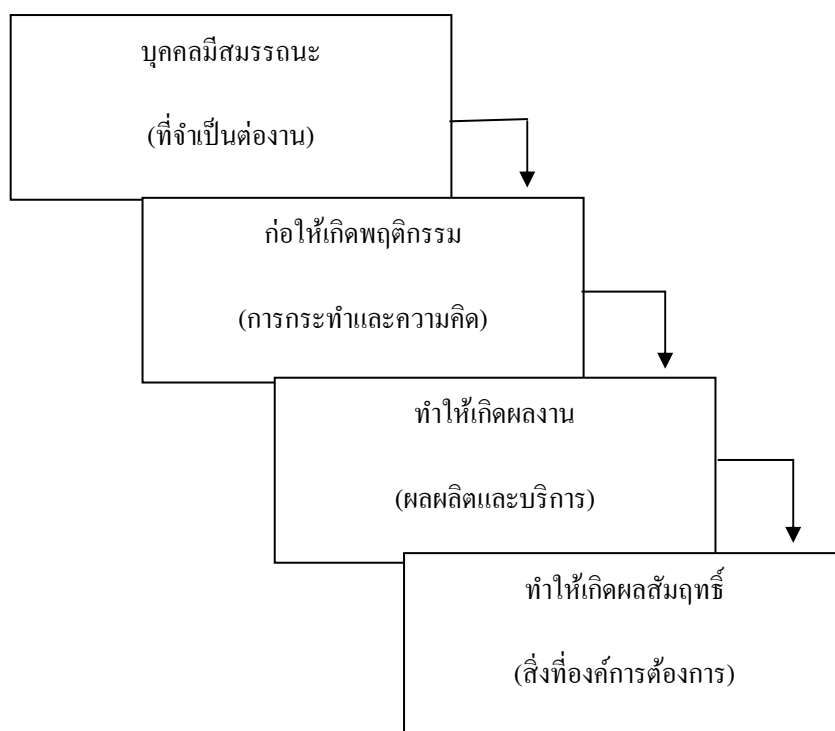 บุคคลมีสมรรถนะ
(ที่จำเป็นต่องาน)
ก่อให้เกิดพฤติกรรม
(การกระทำและความคิด)
ทำให้เกิดผลงาน
(ผลผลิตและบริการ)
ทำให้เกิดผลสัมฤทธิ์
(สิ่งที่องค์การต้องการ)